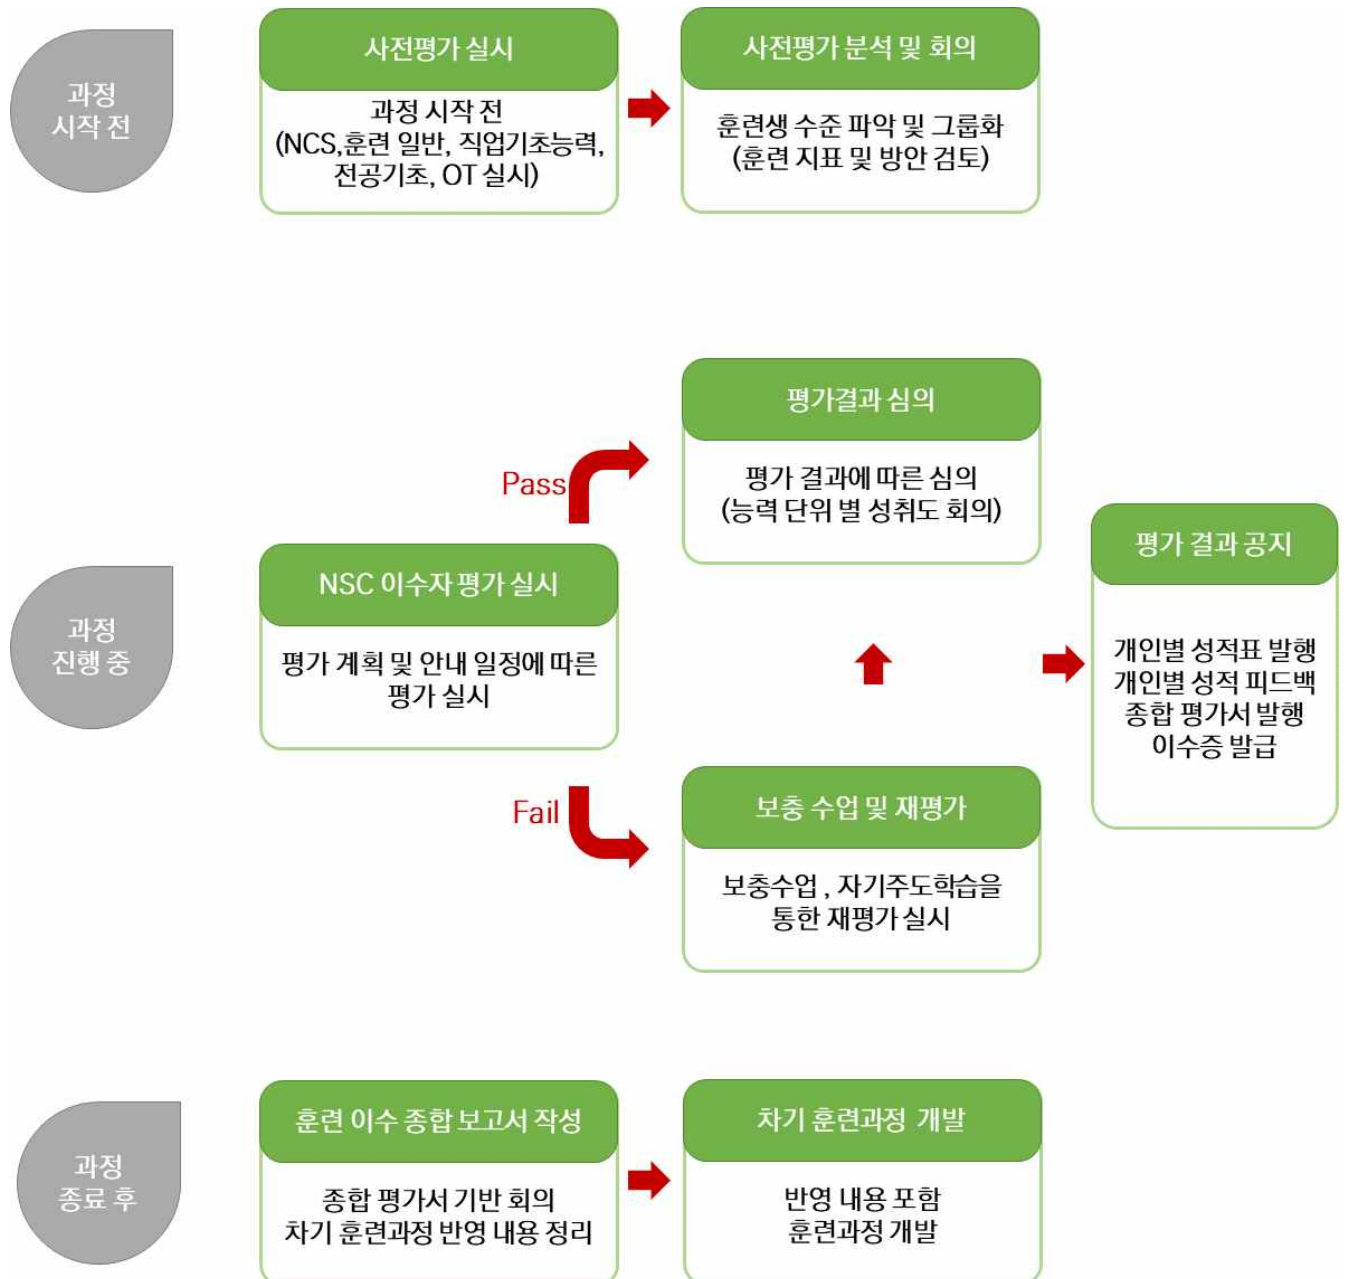 과정
시작 전
사전평가 실시
과정 시작 전
(NCS,훈련 일반, 직업기초능력,
전공기초, OT 실시)
사전평가 분석 및 회의
훈련생 수준 파악 및 그룹화
(훈련 지표 및 방안 검토)
과정
진행 중
NSC 이수자 평가 실시
평가 계획 및 안내 일정에 따른
평가 실시
Pass
평가결과 심의
평가 결과에 따른 심의
(능력 단위 별 성취도 회의)
Fail
보충 수업 및 재평가
보충수업 , 자기주도학습을
통한 재평가 실시
평가 결과 공지
개인별 성적표 발행
개인별 성적 피드백
종합 평가서 발행
이수증 발급
과정
종료 후
훈련 이수 종합 보고서 작성
종합 평가서 기반 회의
차기 훈련과정 반영 내용 정리
차기 훈련과정 개발
반영 내용 포함
훈련과정 개발